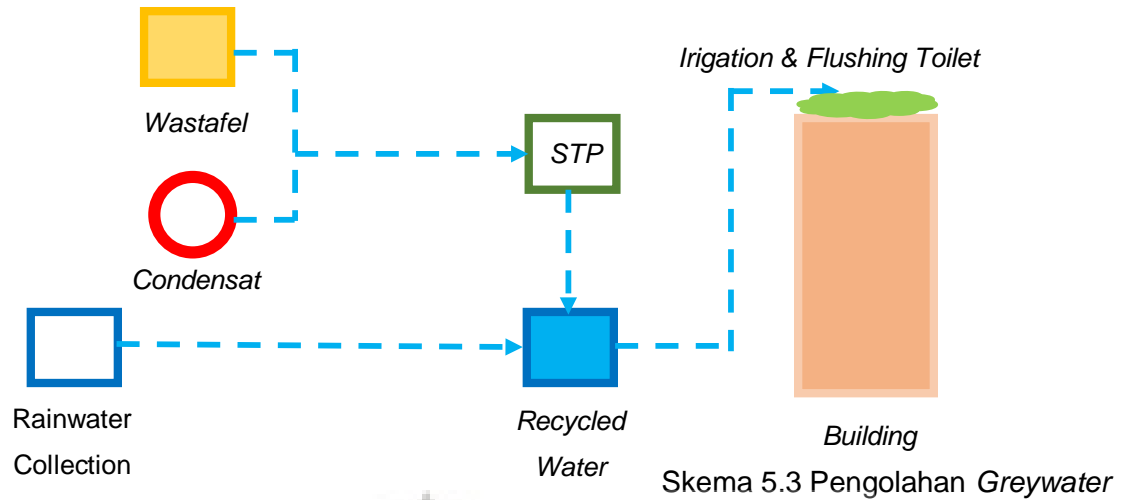 Irigation & Flushing Toilet
Wastafel
STP
Condensat
Rainwater
Collection
Recycled
Water
Building
Skema 5.3 Pengolahan Greywater